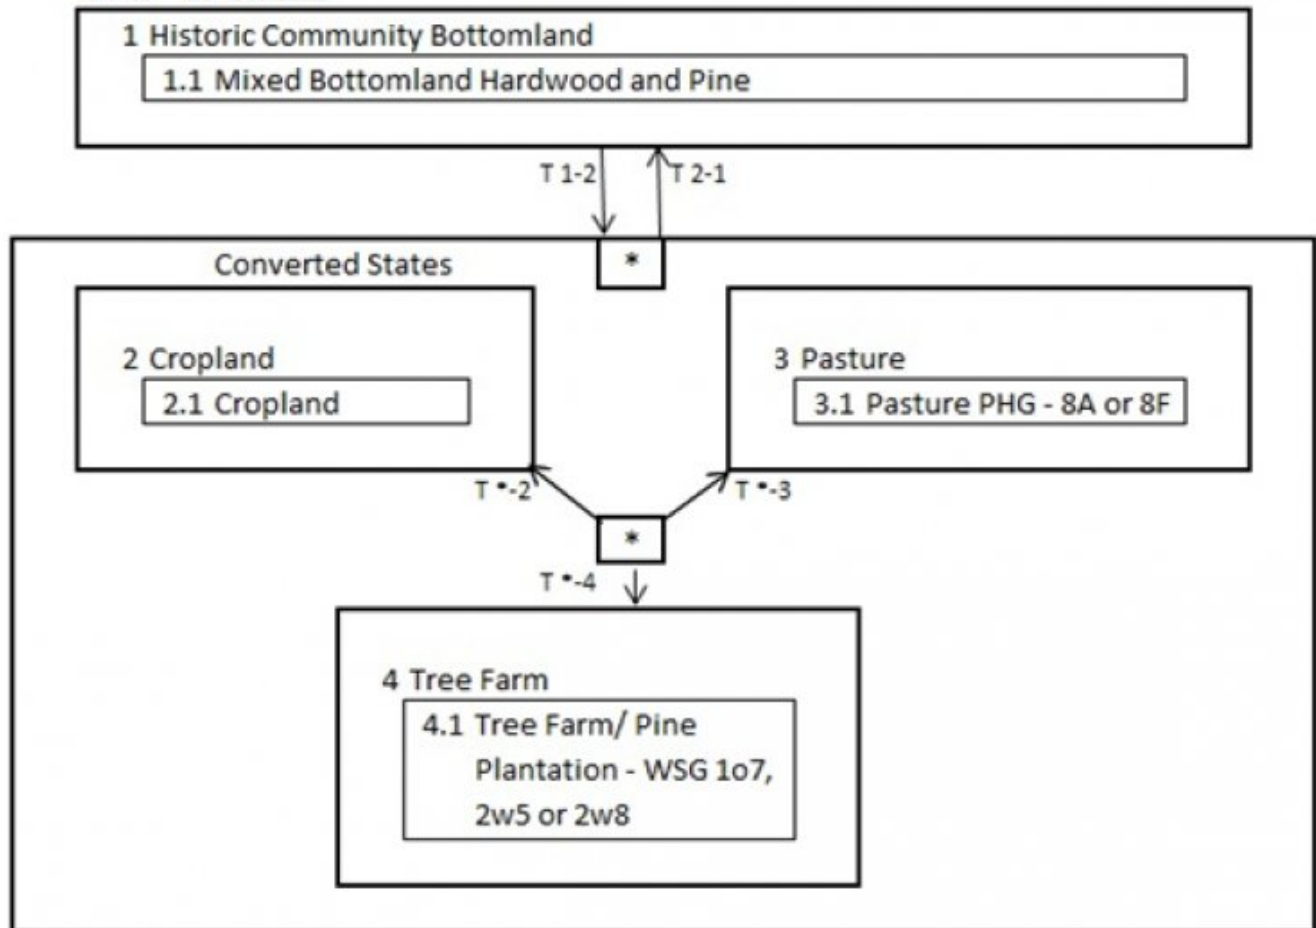 1 Historic Community Bottomland
1.1 Mixed Bottomland Hardwood and Pine
T 1-2
T 2-1
*
Converted States
2 Cropland
2.1 Cropland
3 Pasture
3.1 Pasture PHG - 8A or 8F
T *-2
T *-3
*
T *-4
4 Tree Farm
4.1 Tree Farm/ Pine
Plantation - WSG 1o7,
2w5 or 2w8